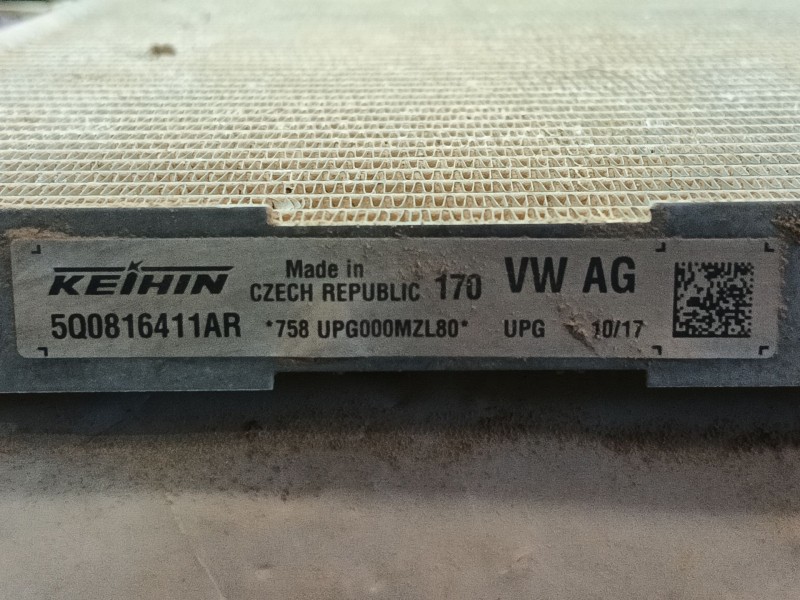 KEIHIN Made in CZECH REPUBLIC 170 VW AG
5Q0816411AR *758 UPG000MZL80* UPG 10/17